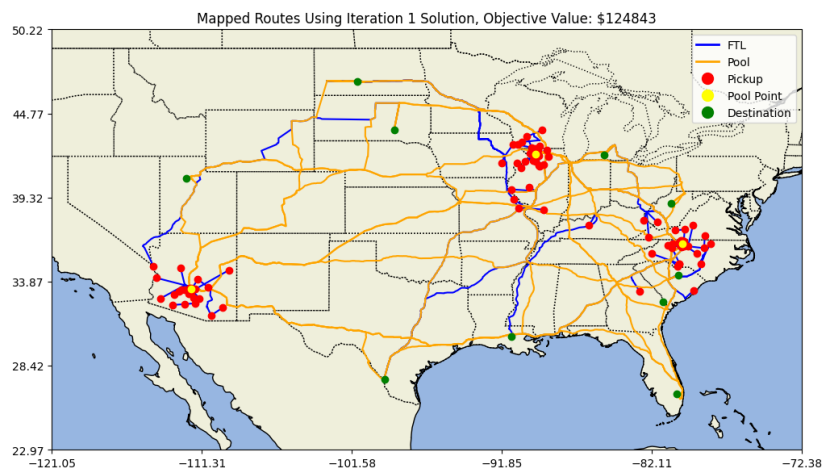 Mapped Routes Using Iteration 1 Solution, Objective Value: $124843
50.22
44.77
39.32
33.87
28.42
22.97
−121.05
−111.31
−101.58
−91.85
−82.11
−72.38
FTL
Pool
Pickup
Pool Point
Destination